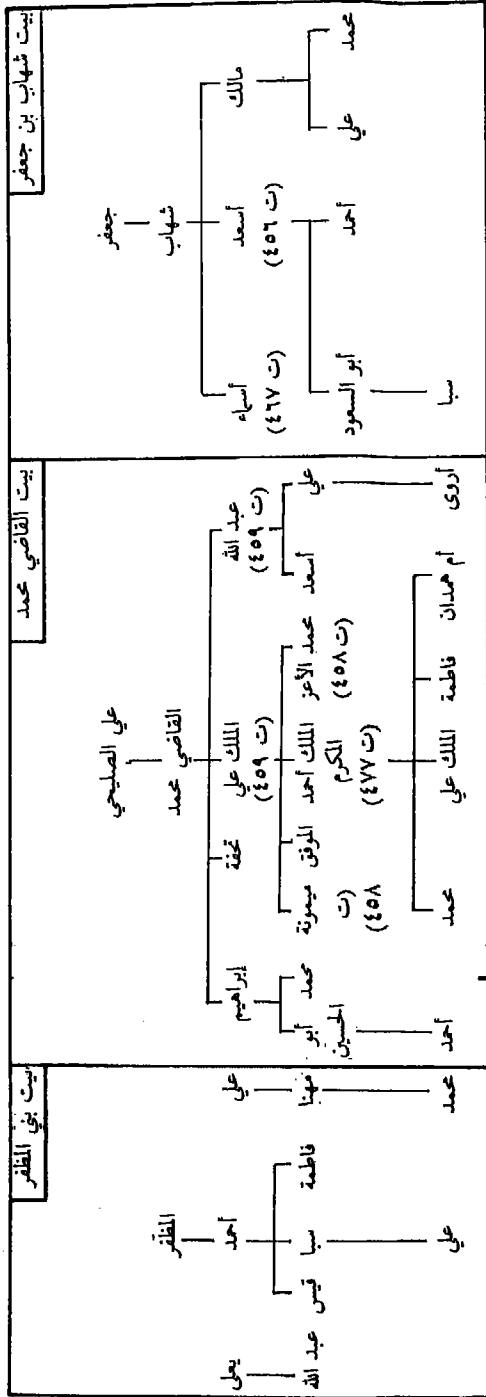 بيت شهاب بن جعفر
جعفر
شهاب
مالك
أسعد
(ت ٤٥٦)
أسماء
(ت ٤٦٧)
محمد
علي
أحمد
أبو السعود
سبا
بيت القاضي محمد
علي الصليحي
القاضي محمد
عبد الله
(ت ٤٥٩)
الملك علي
(ت ٤٥٩)
تحفة
إبراهيم
علي
أسعد
محمد الأعز
(ت ٤٥٨)
الملك أحمد
المكرم
(ت ٤٧٧)
الموفق
ميمونة
(ت
٤٥٨)
محمد
أبو
الحسين
أروى
أم همدان
فاطمة
الملك علي
محمد
أحمد
بيت بني المظفر
علي
مهنا
محمد
المظفر
أحمد
فاطمة
سبا
قيس
علي
يعلى
عبد الله